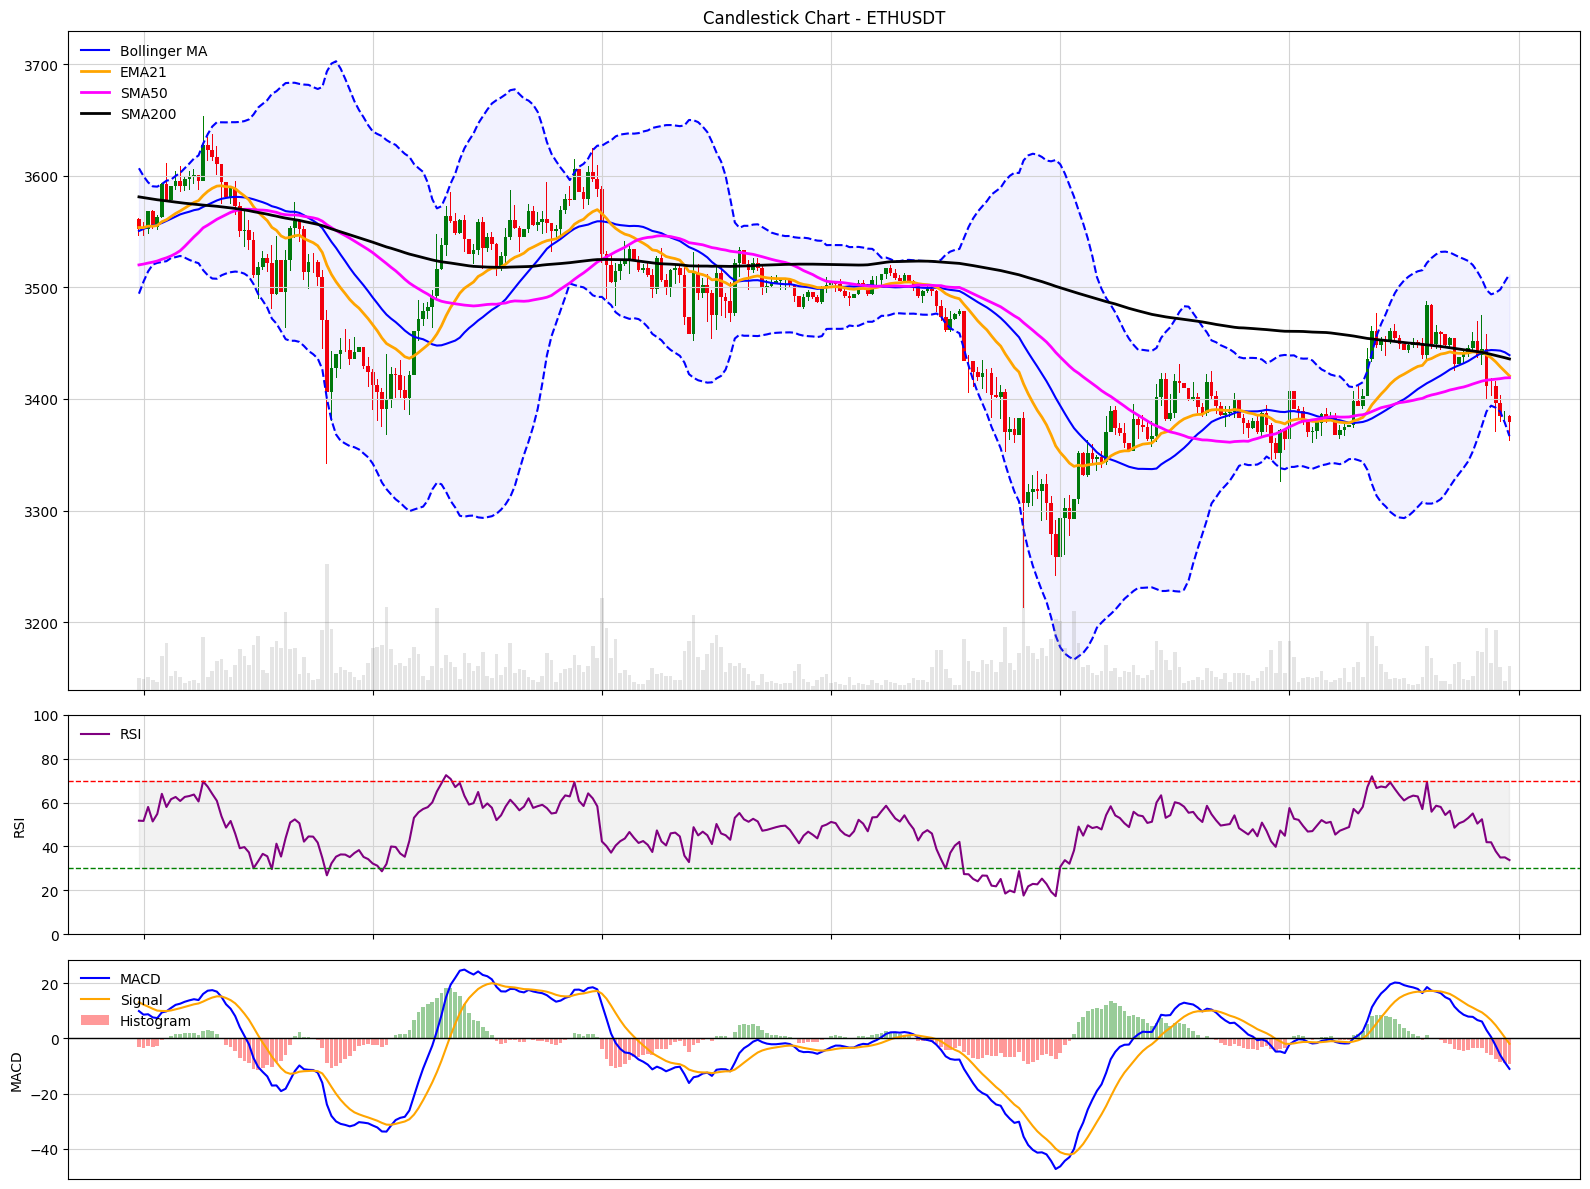 Candlestick Chart - ETHUSDT
Bollinger MA
EMA21
SMA50
SMA200
3700
3600
3500
3400
3300
3200
RSI
100
80
60
40
20
0
RSI
MACD
Signal
Histogram
20
0
−20
−40
MACD